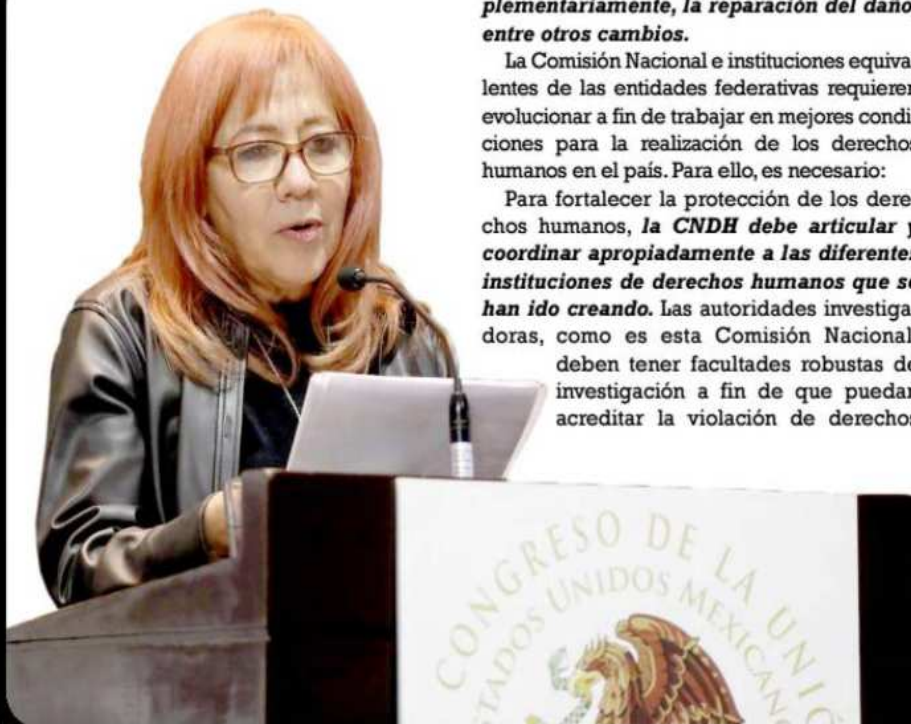 plementariamente, la reparación del daño
entre otros cambios.
La Comisión Nacional e instituciones equiva
lentes de las entidades federativas requieren
evolucionar a fin de trabajar en mejores condi
ciones para la realización de los derechos
humanos en el país. Para ello, es necesario:
Para fortalecer la protección de los dere
chos humanos, la CNDH debe articular y
coordinar apropiadamente a las diferentes
instituciones de derechos humanos que se
han ido creando. Las autoridades investiga
doras, como es esta Comisión Nacional
deben tener facultades robustas de
investigación a fin de que puedan
acreditar la violación de derechos
CONGRESO DE LA UNIÓ
ESTADOS UNIDOS MEXICANO